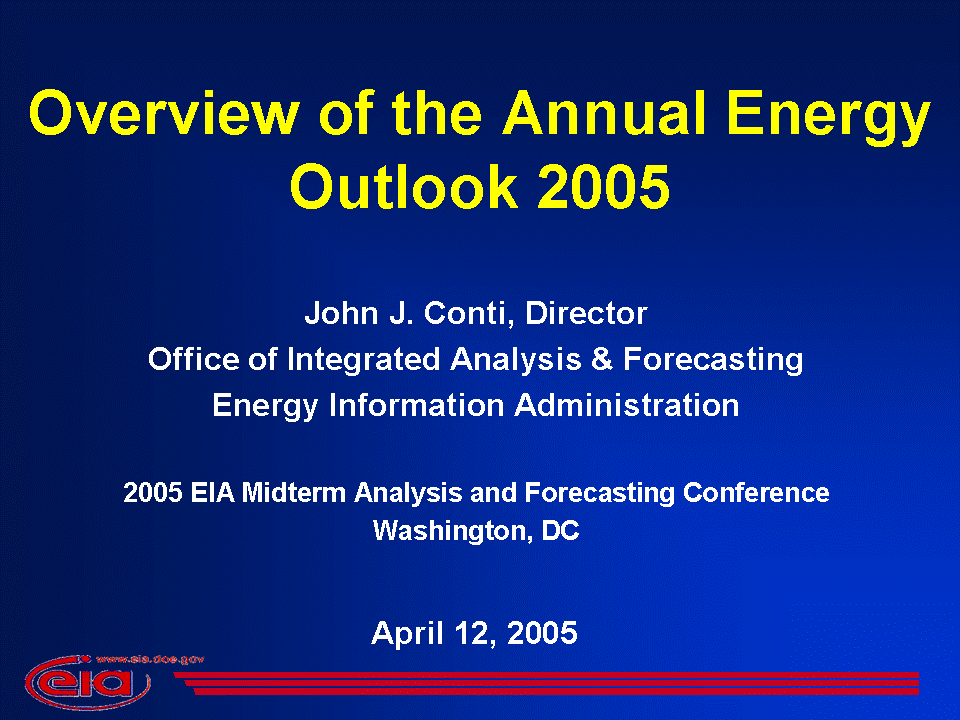 Overview of the Annual Energy
Outlook 2005
John J. Conti, Director
Office of Integrated Analysis & Forecasting
Energy Information Administration
2005 EIA Midterm Analysis and Forecasting Conference
Washington, DC
April 12, 2005
www.eia.doe.gov
eia